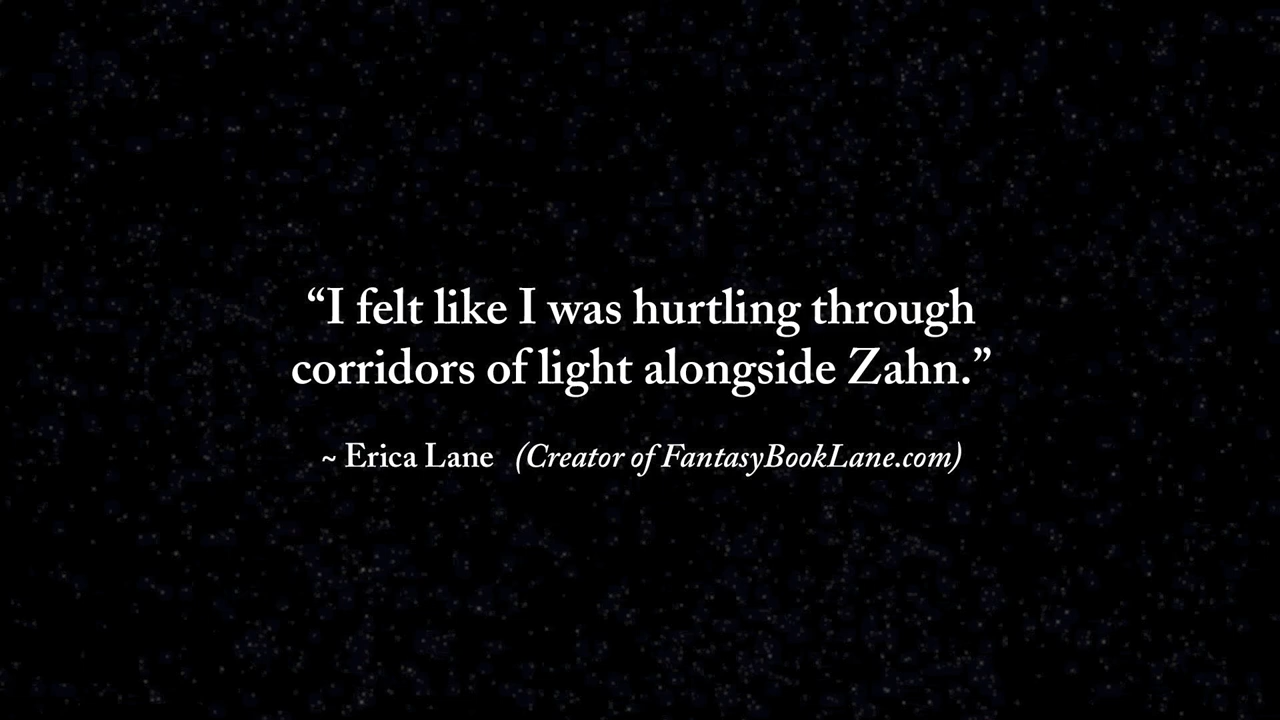 “I felt like I was hurtling through
corridors of light alongside Zahn.”
~ Erica Lane (Creator of FantasyBookLane.com)